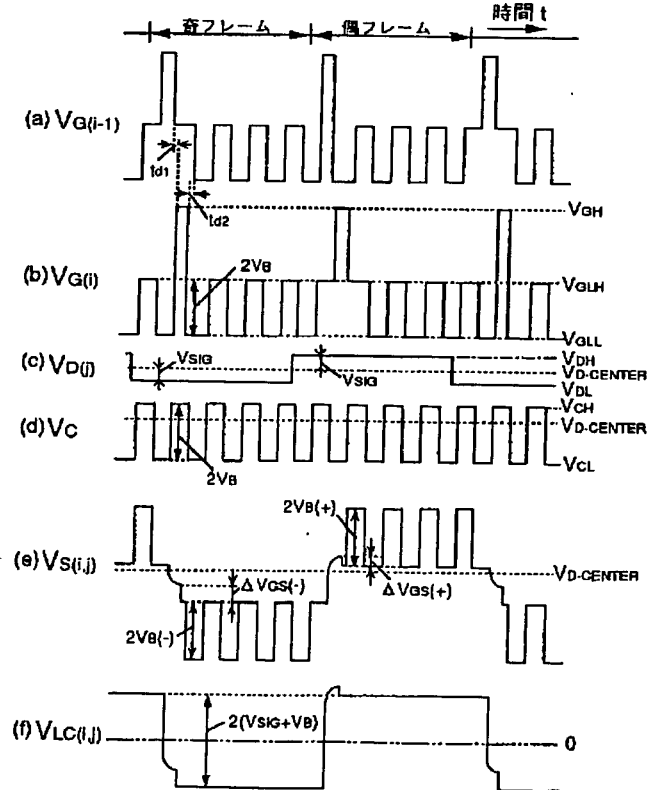 奇フレーム 偶フレーム 時間 t
(a) VG(i-1)
td1
td2
VGH
(b) VG(i)
2VB
VGLH
VGLL
(c) VD(j)
VSIG
VSIG
VDH
VD-CENTER
VDL
(d) VC
VCH
VD-CENTER
2VB
VCL
2VB(+)
(e) VS(i,j)
VD-CENTER
ΔVGS(-)
ΔVGS(+)
2VB(-)
(f) VLC(i,j)
2(VSIG+VB)
0